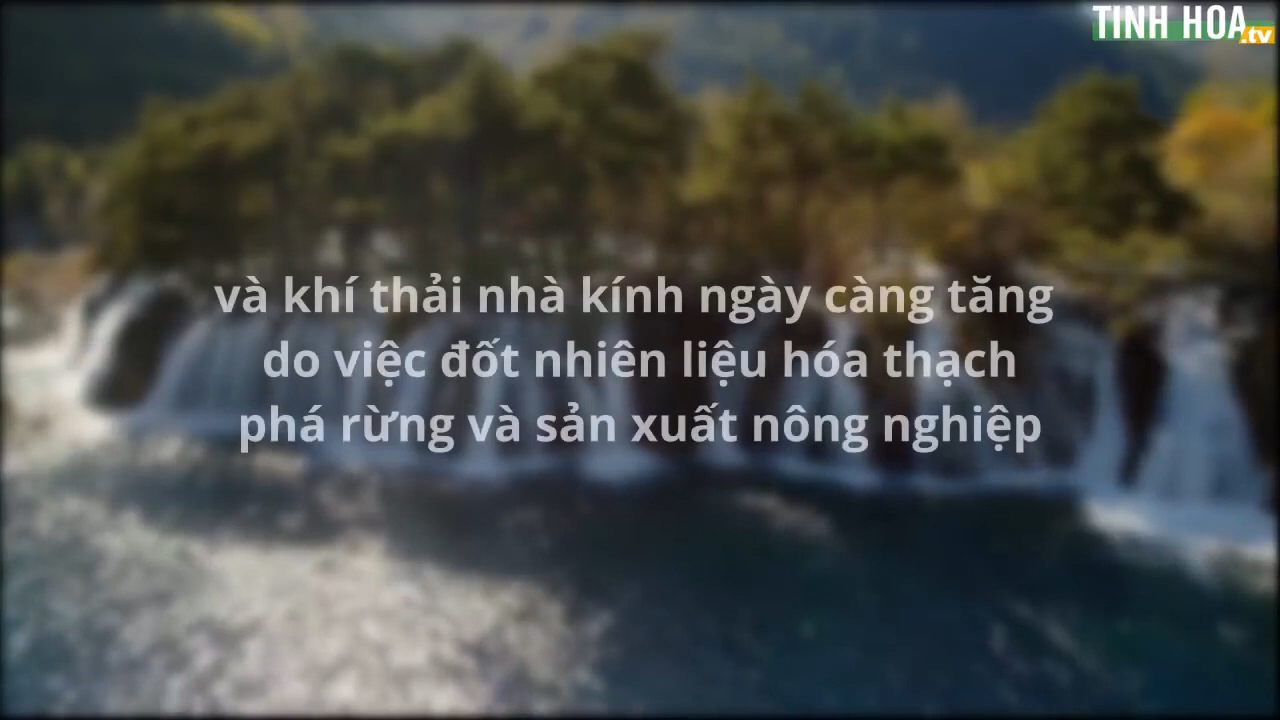 TINH HOA
.tv
và khí thải nhà kính ngày càng tăng
do việc đốt nhiên liệu hóa thạch
phá rừng và sản xuất nông nghiệp